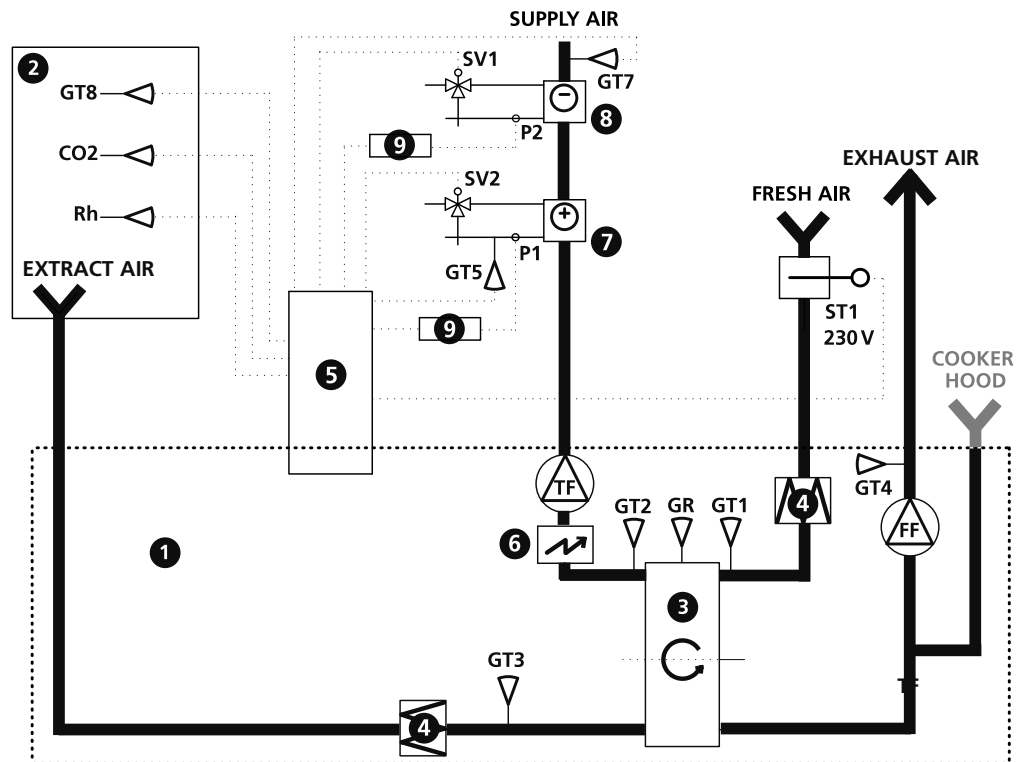 SUPPLY AIR
2
SV1
GT7
GT8
−
8
P2
9
CO2
EXHAUST AIR
SV2
FRESH AIR
Rh
+
7
P1
EXTRACT AIR
GT5
ST1
230 V
9
5
COOKER
HOOD
TF
GT4
GT2
GR
GT1
4
FF
6
1
3
GT3
TF
4